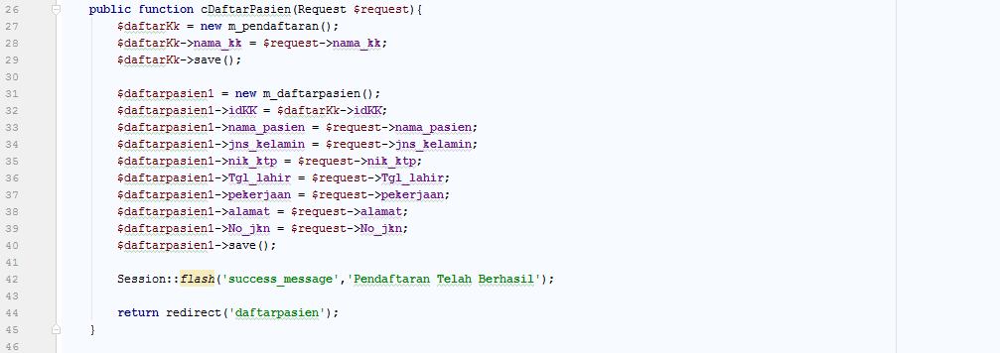 26 public function cDaftarPasien(Request $request){
27 $daftarKk = new m_pendaftaran();
28 $daftarKk->nama_kk = $request->nama_kk;
29 $daftarKk->save();
30
31 $daftarpasien1 = new m_daftarpasien();
32 $daftarpasien1->idKK = $daftarKk->idKK;
33 $daftarpasien1->nama_pasien = $request->nama_pasien;
34 $daftarpasien1->jns_kelamin = $request->jns_kelamin;
35 $daftarpasien1->nik_ktp = $request->nik_ktp;
36 $daftarpasien1->Tgl_lahir = $request->Tgl_lahir;
37 $daftarpasien1->pekerjaan = $request->pekerjaan;
38 $daftarpasien1->alamat = $request->alamat;
39 $daftarpasien1->No_jkn = $request->No_jkn;
40 $daftarpasien1->save();
41
42 Session::flash('success_message','Pendaftaran Telah Berhasil');
43
44 return redirect('daftarpasien');
45 }
46